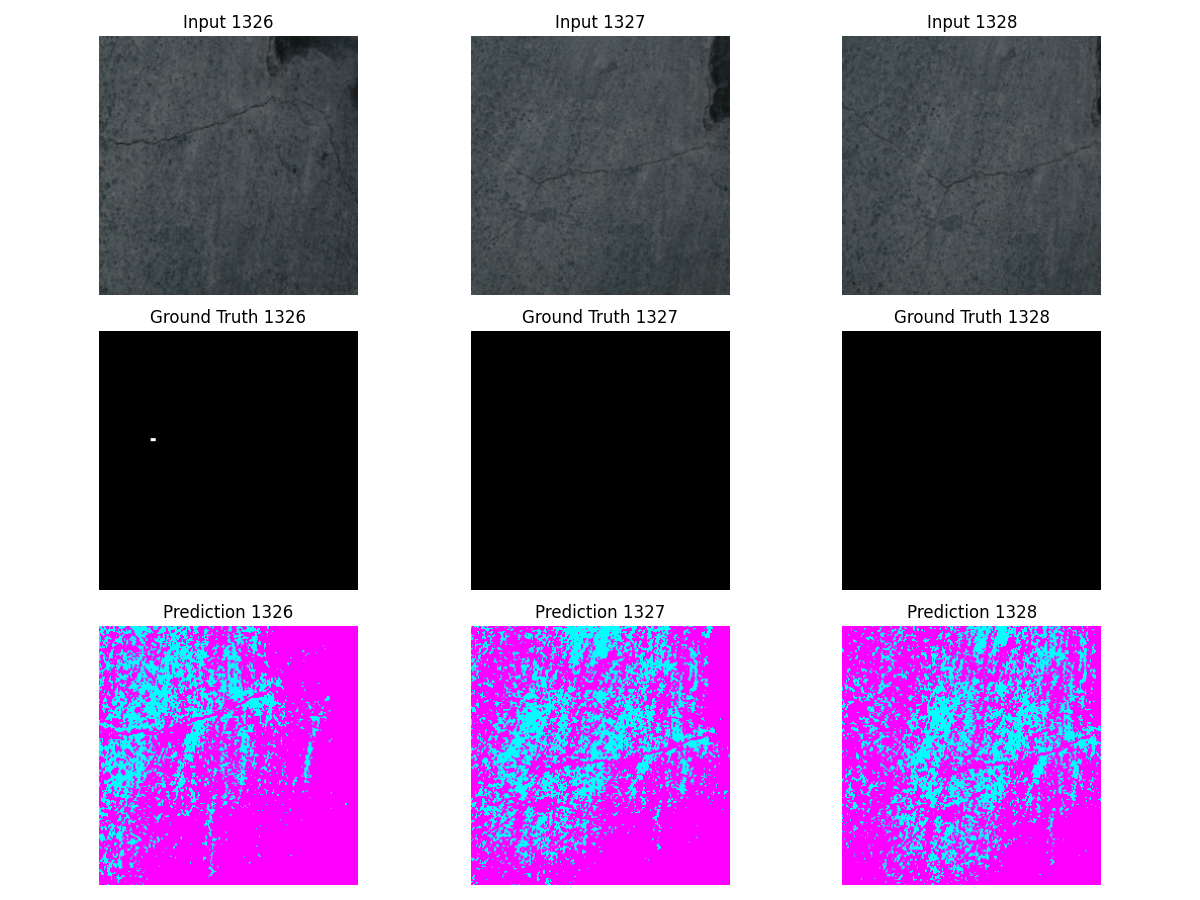 Input 1326
Input 1327
Input 1328
Ground Truth 1326
Ground Truth 1327
Ground Truth 1328
Prediction 1326
Prediction 1327
Prediction 1328